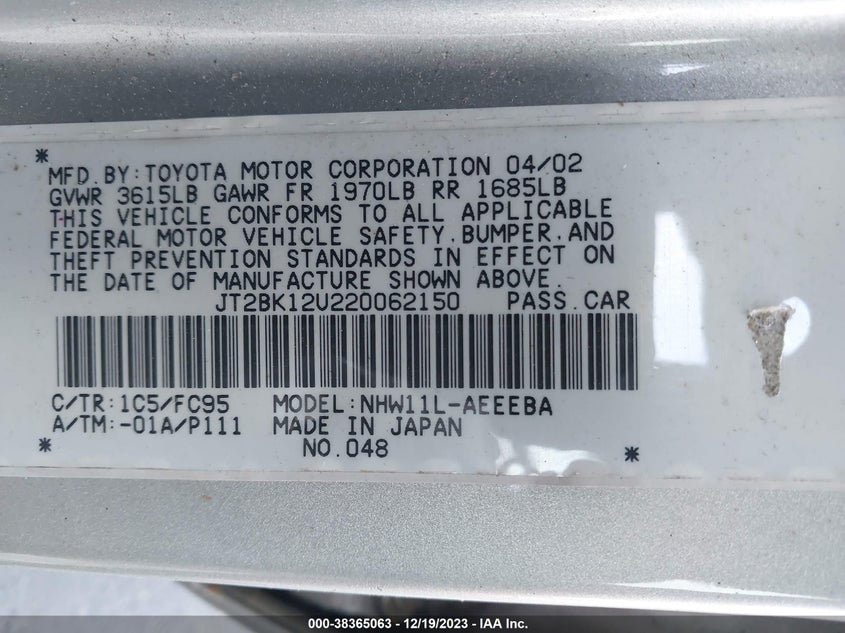 * MFD.BY:TOYOTA MOTOR CORPORATION 04/02
GVWR 3615LB GAWR FR 1970LB RR 1685LB
THIS VEHICLE CONFORMS TO ALL APPLICABLE
FEDERAL MOTOR VEHICLE SAFETY.BUMPER.AND
THEFT PREVENTION STANDARDS IN EFFECT ON
THE DATE OF MANUFACTURE SHOWN ABOVE.
JT2BK12U220062150 PASS.CAR
C/TR:1C5/FC95 MODEL:NHW11L-AEEEBA
A/TM:-01A/P111 MADE IN JAPAN
* NO.048 *
000-38365063 - 12/19/2023 - IAA Inc.